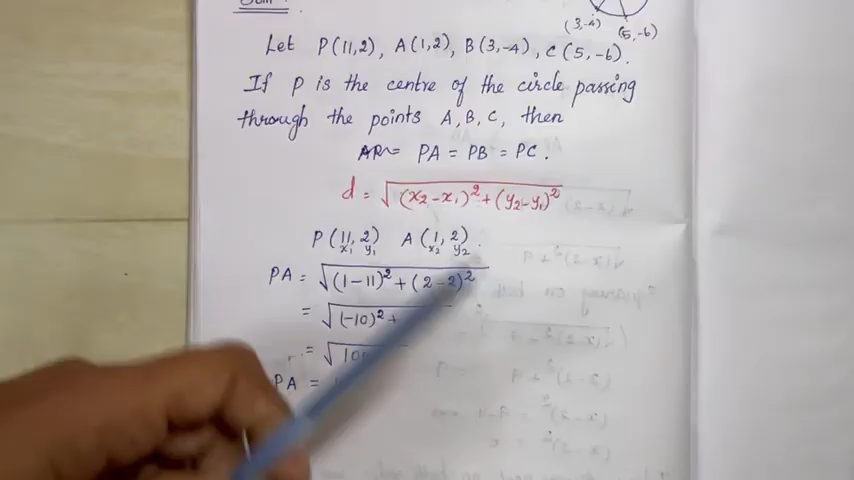 (3,-4)
(5,-6)
Let P(11,2), A(1,2), B(3,-4), C(5,-6).
If P is the centre of the circle passing
through the points A, B, C, then
PA = PB = PC.
d = √(x₂-x₁)²+(y₂-y₁)²
P(11,2) A(1,2).
x₁ y₁ x₂ y₂
PA = √(1-11)²+(2-2)²
= √(-10)²+
= √100
PA =